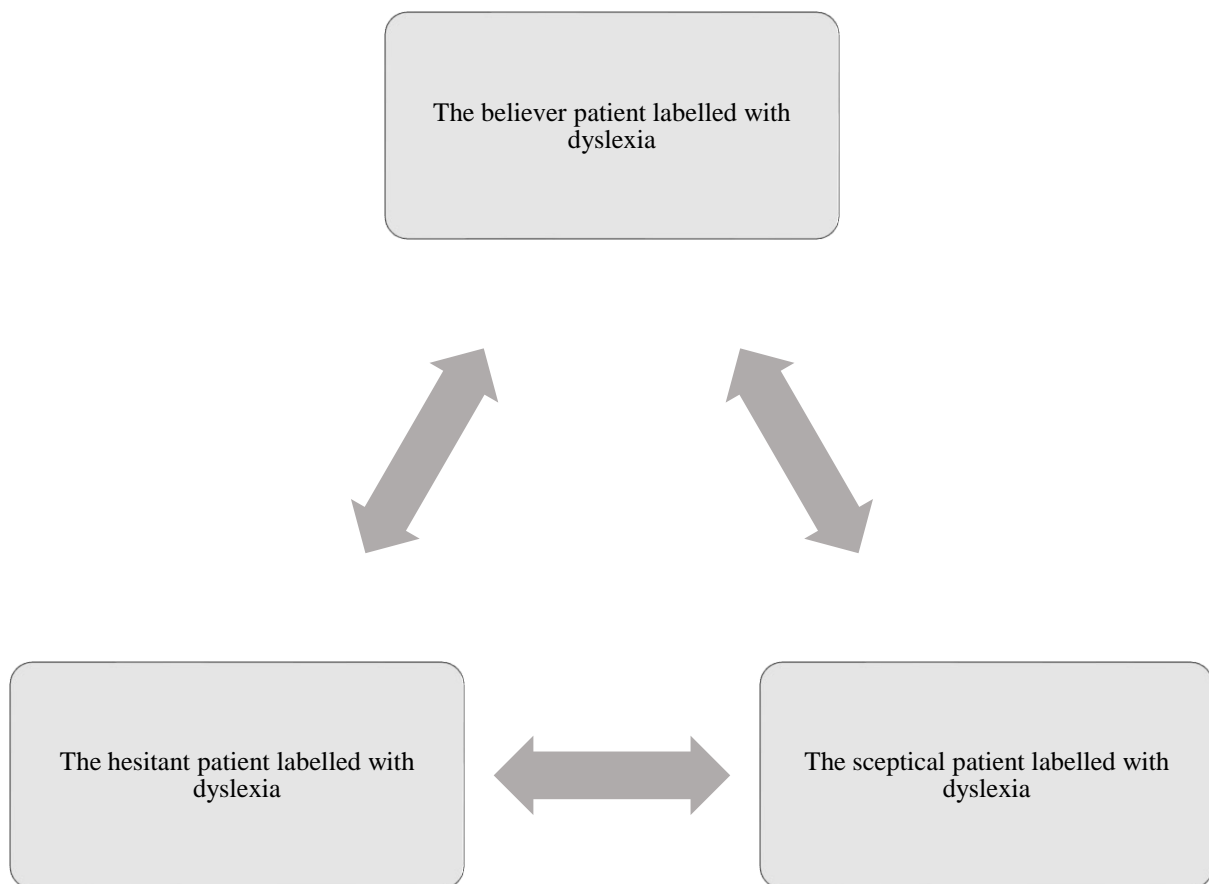 The believer patient labelled with
dyslexia
The hesitant patient labelled with
dyslexia
The sceptical patient labelled with
dyslexia